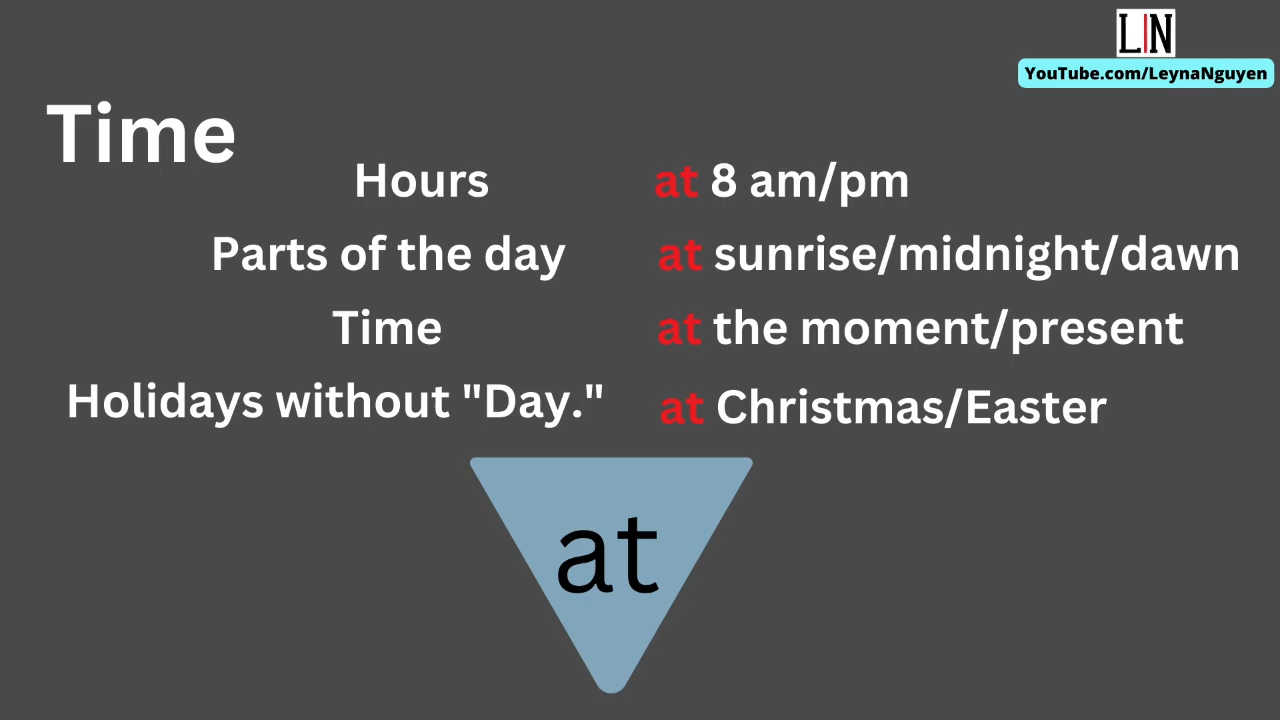 LIN
YouTube.com/LeynaNguyen
Time
Hours at 8 am/pm
Parts of the day at sunrise/midnight/dawn
Time at the moment/present
Holidays without "Day." at Christmas/Easter
at